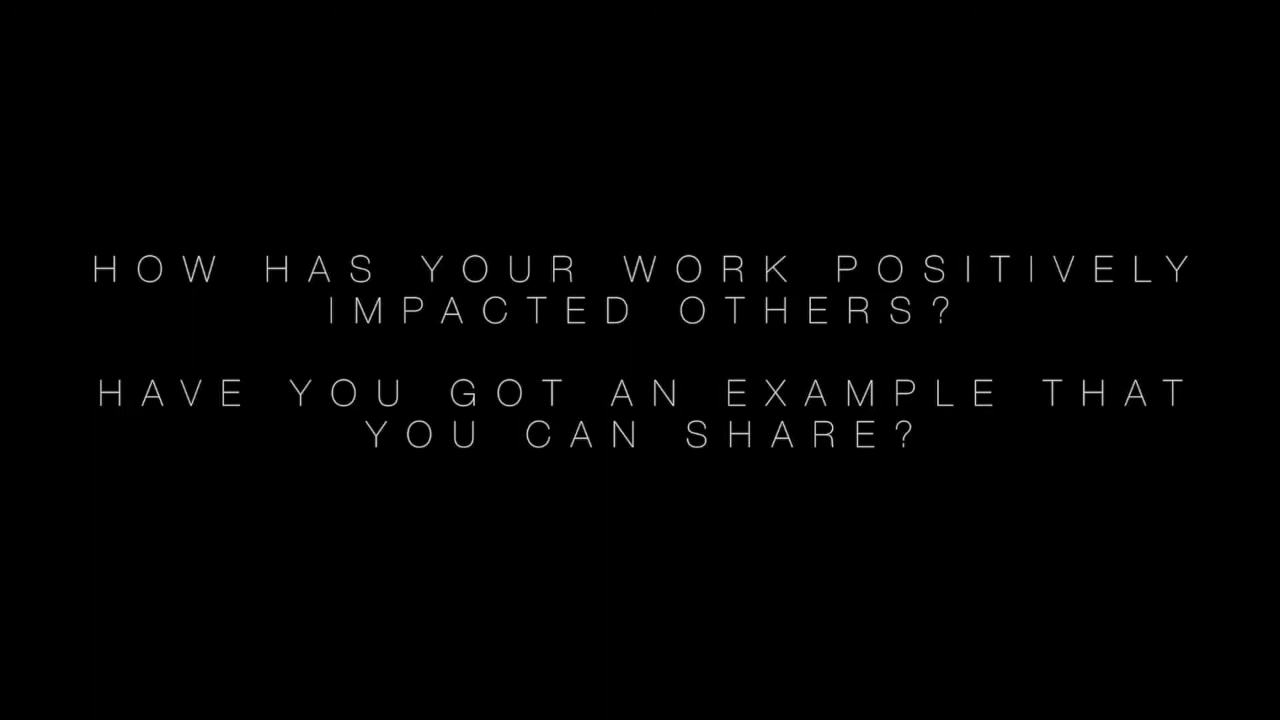 HOW HAS YOUR WORK POSITIVELY
IMPACTED OTHERS?
HAVE YOU GOT AN EXAMPLE THAT
YOU CAN SHARE?